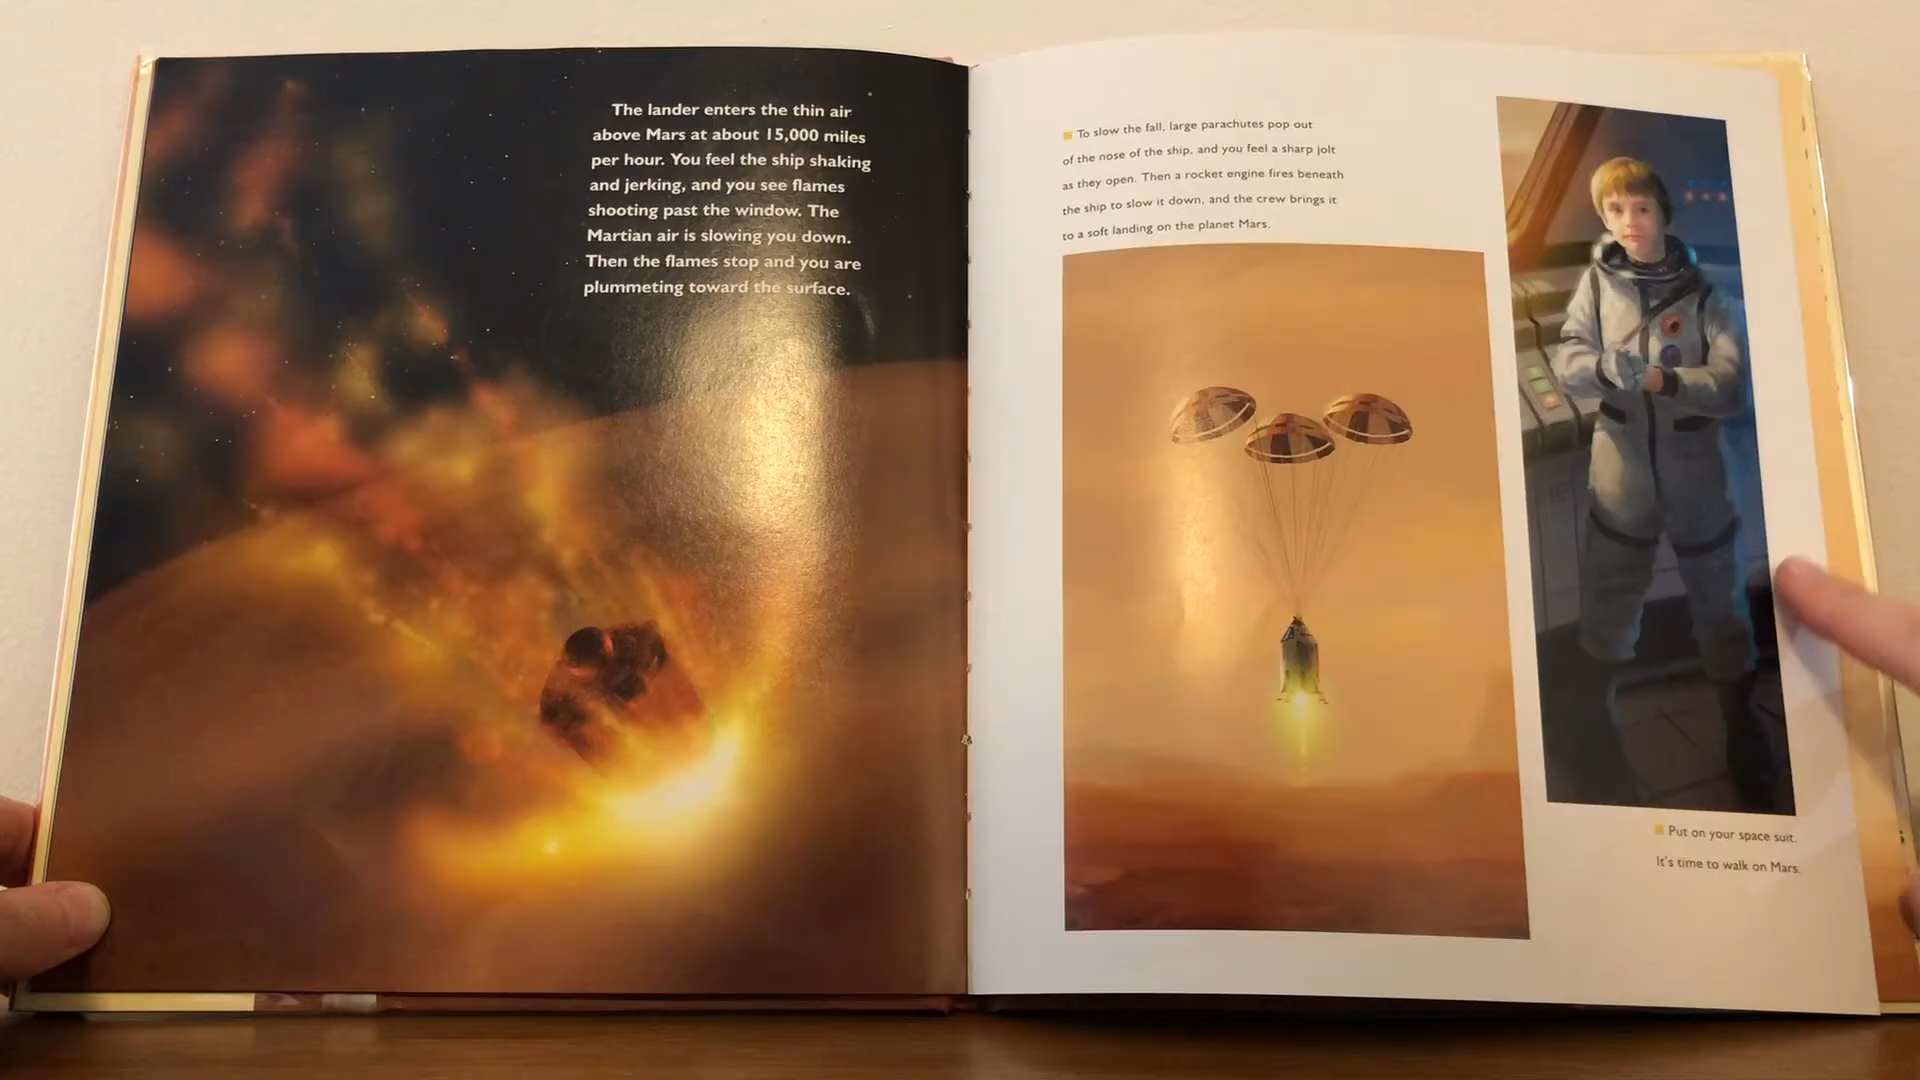 The lander enters the thin air
above Mars at about 15,000 miles
per hour. You feel the ship shaking
and jerking, and you see flames
shooting past the window. The
Martian air is slowing you down.
Then the flames stop and you are
plummeting toward the surface.
To slow the fall, large parachutes pop out
of the nose of the ship, and you feel a sharp jolt
as they open. Then a rocket engine fires beneath
the ship to slow it down, and the crew brings it
to a soft landing on the planet Mars.
Put on your space suit.
It's time to walk on Mars.